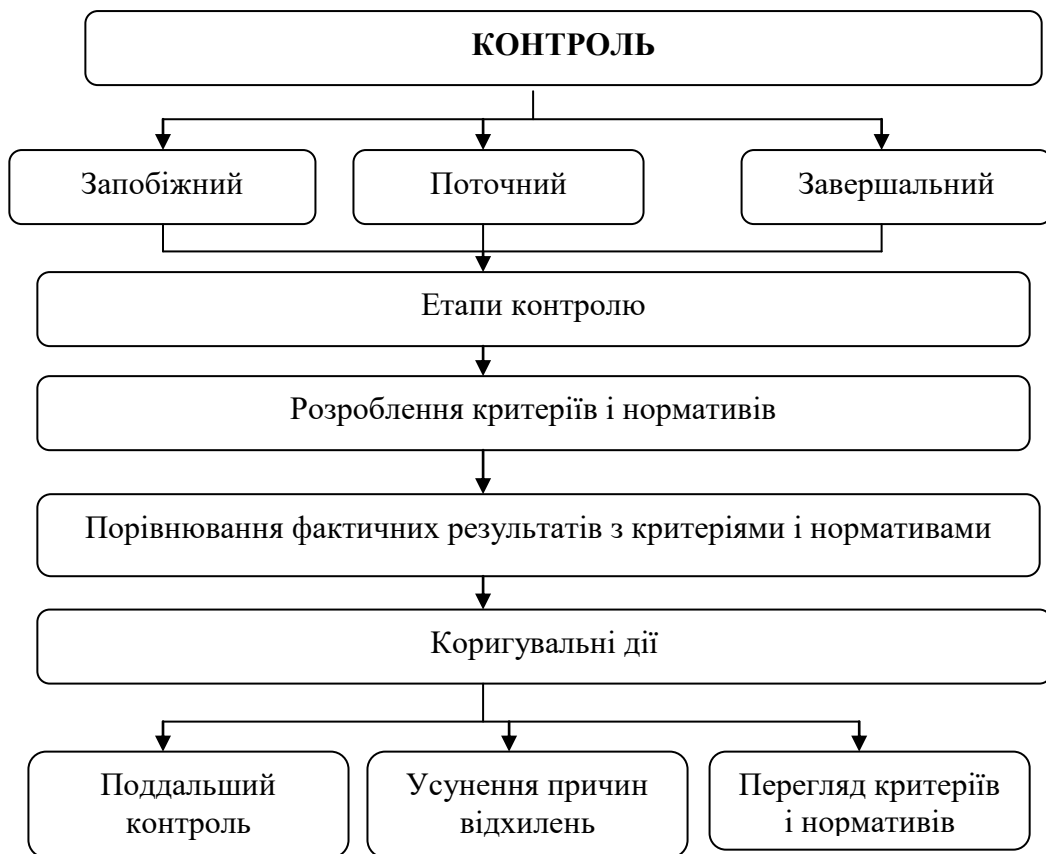 КОНТРОЛЬ
Запобіжний
Поточний
Завершальний
Етапи контролю
Розроблення критеріїв і нормативів
Порівнювання фактичних результатів з критеріями і нормативами
Коригувальні дії
Поддальший
контроль
Усунення причин
відхилень
Перегляд критеріїв
і нормативів